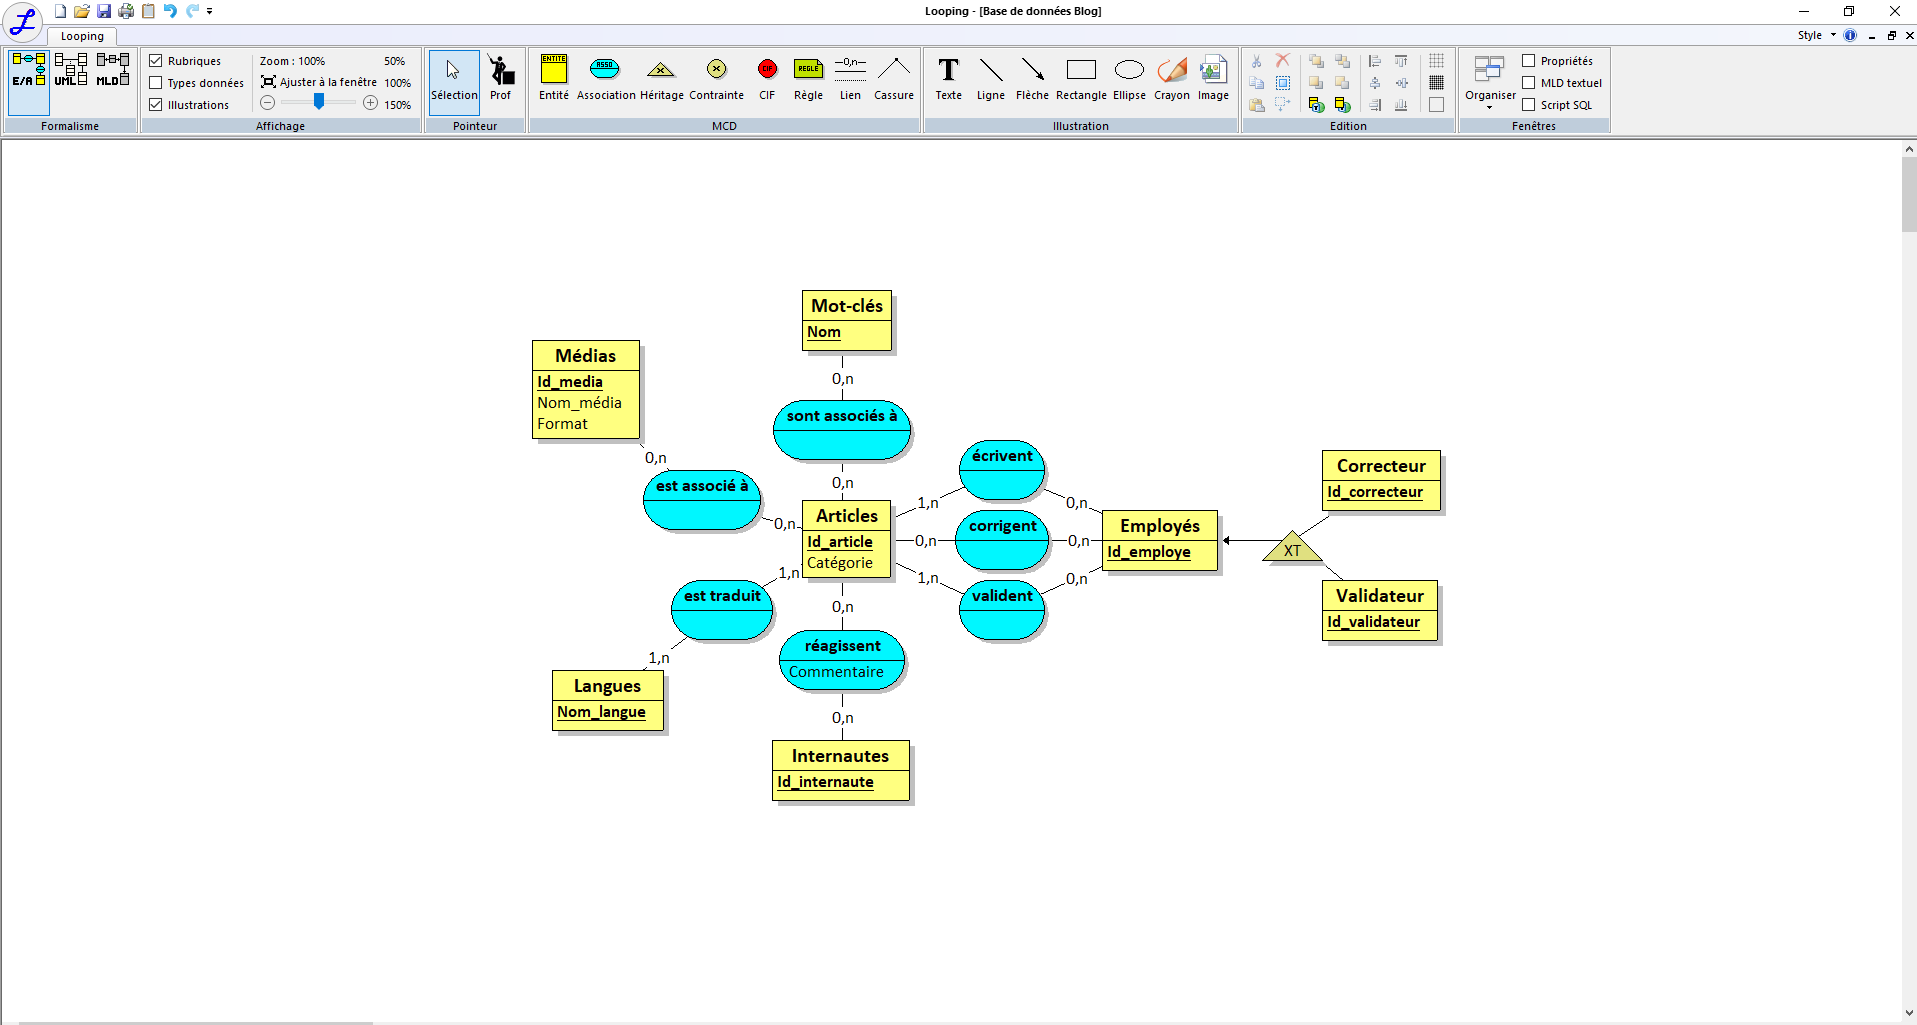 Looping - [Base de données Blog]
Looping
Style
E/A
UML
MLD
Formalisme
Rubriques
Types données
Illustrations
Zoom : 100%
50%
Ajuster à la fenêtre
100%
150%
Affichage
Sélection
Prof
Pointeur
ENTITÉ
Entité
ASSO
Association
Héritage
Contrainte
CIF
CIF
RÈGLE
Règle
0,n
Lien
Cassure
MCD
T
Texte
Ligne
Flèche
Rectangle
Ellipse
Crayon
Image
Illustration
Edition
Organiser
Propriétés
MLD textuel
Script SQL
Fenêtres
Mot-clés
Nom
0,n
sont associés à
0,n
Médias
Id_media
Nom_média
Format
0,n
est associé à
0,n
Articles
Id_article
Catégorie
écrivent
1,n
0,n
corrigent
0,n
0,n
valident
1,n
0,n
Employés
Id_employe
XT
Correcteur
Id_correcteur
Validateur
Id_validateur
1,n
est traduit
1,n
Langues
Nom_langue
0,n
réagissent
Commentaire
0,n
Internautes
Id_internaute